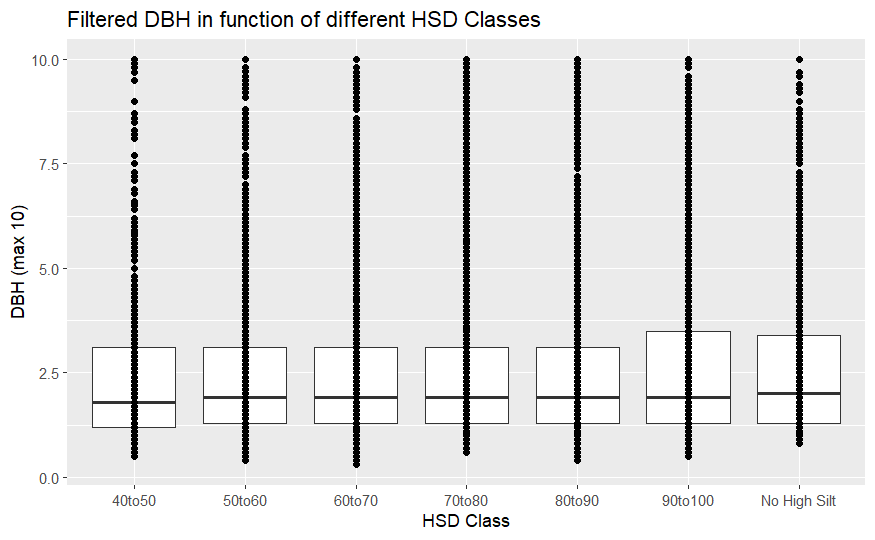 Filtered DBH in function of different HSD Classes
DBH (max 10)
10.0
7.5
5.0
2.5
0.0
40to50 50to60 60to70 70to80 80to90 90to100 No High Silt
HSD Class